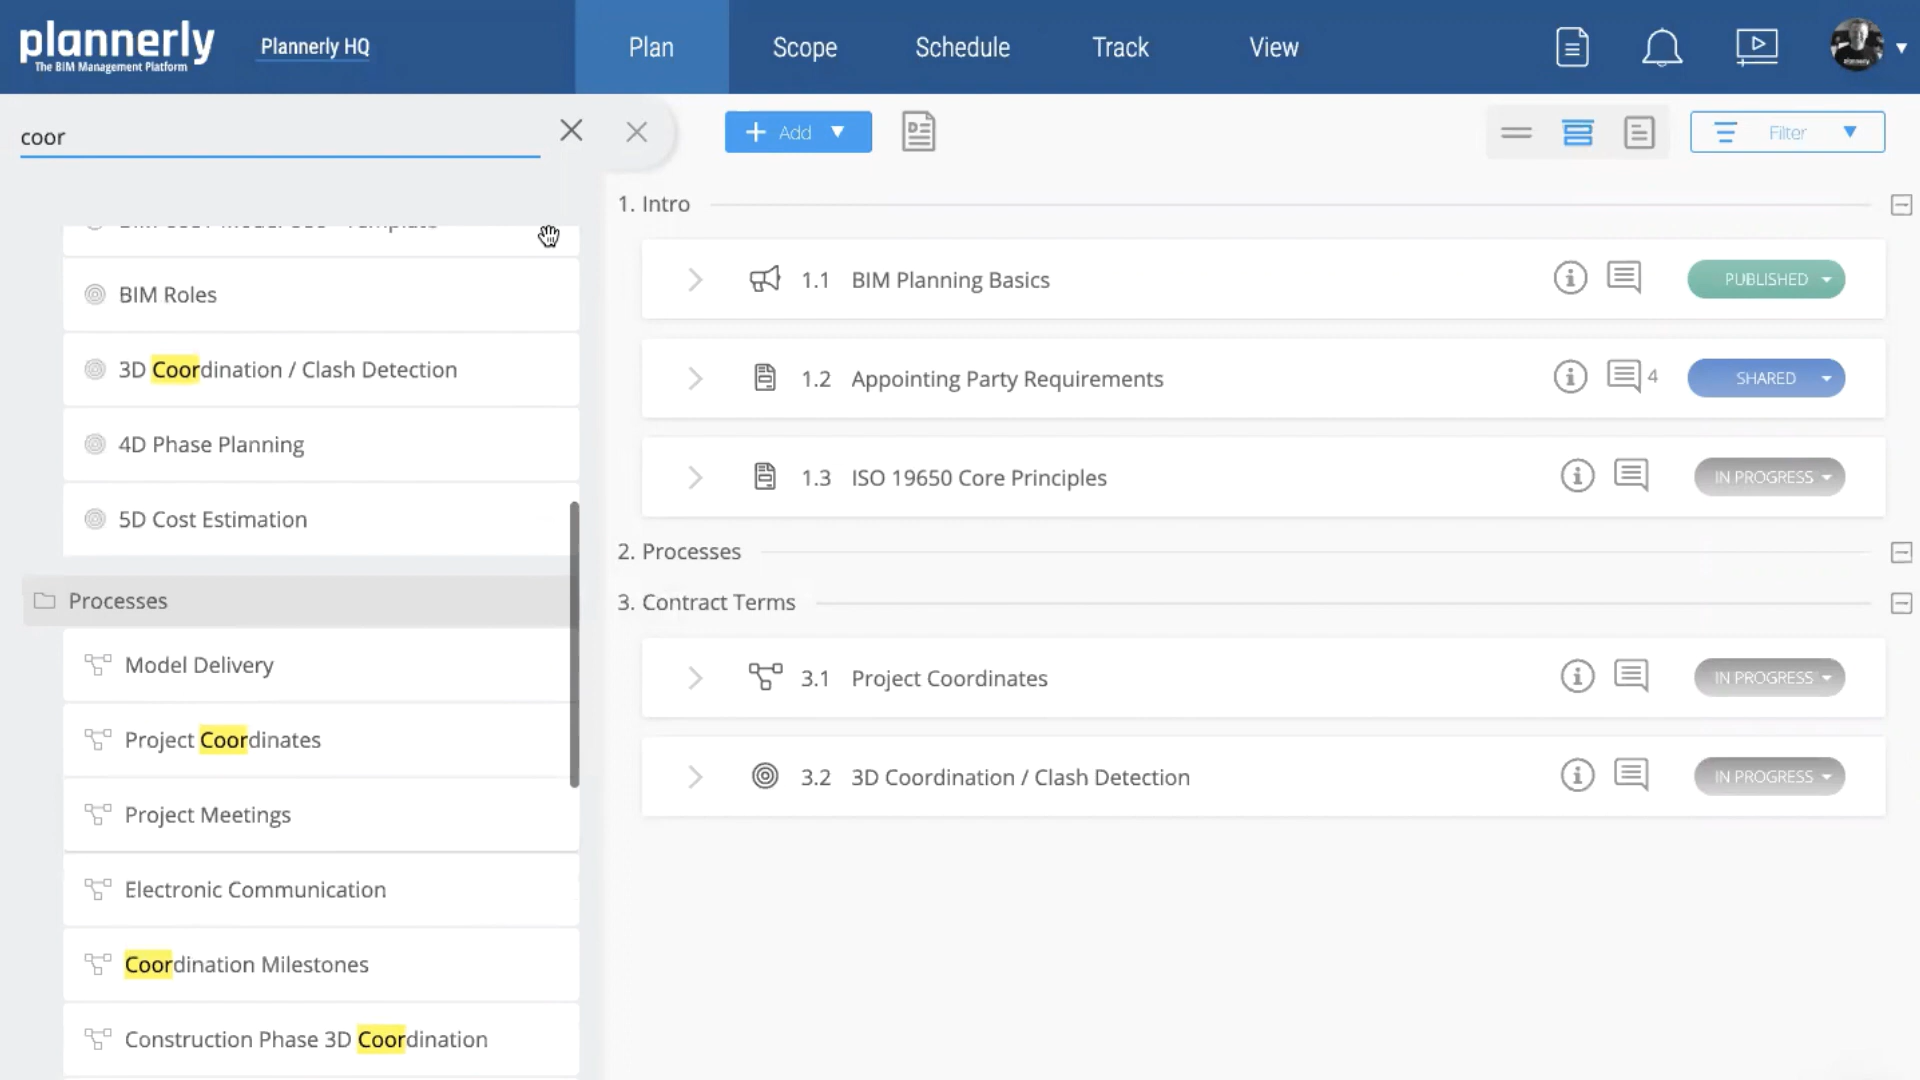 plannerly
The BIM Management Platform
Plannerly HQ
Plan
Scope
Schedule
Track
View
coor
BIM Roles
3D Coordination / Clash Detection
4D Phase Planning
5D Cost Estimation
Processes
Model Delivery
Project Coordinates
Project Meetings
Electronic Communication
Coordination Milestones
Construction Phase 3D Coordination
+ Add
Filter
1. Intro
1.1 BIM Planning Basics PUBLISHED
1.2 Appointing Party Requirements 4 SHARED
1.3 ISO 19650 Core Principles IN PROGRESS
2. Processes
3. Contract Terms
3.1 Project Coordinates IN PROGRESS
3.2 3D Coordination / Clash Detection IN PROGRESS